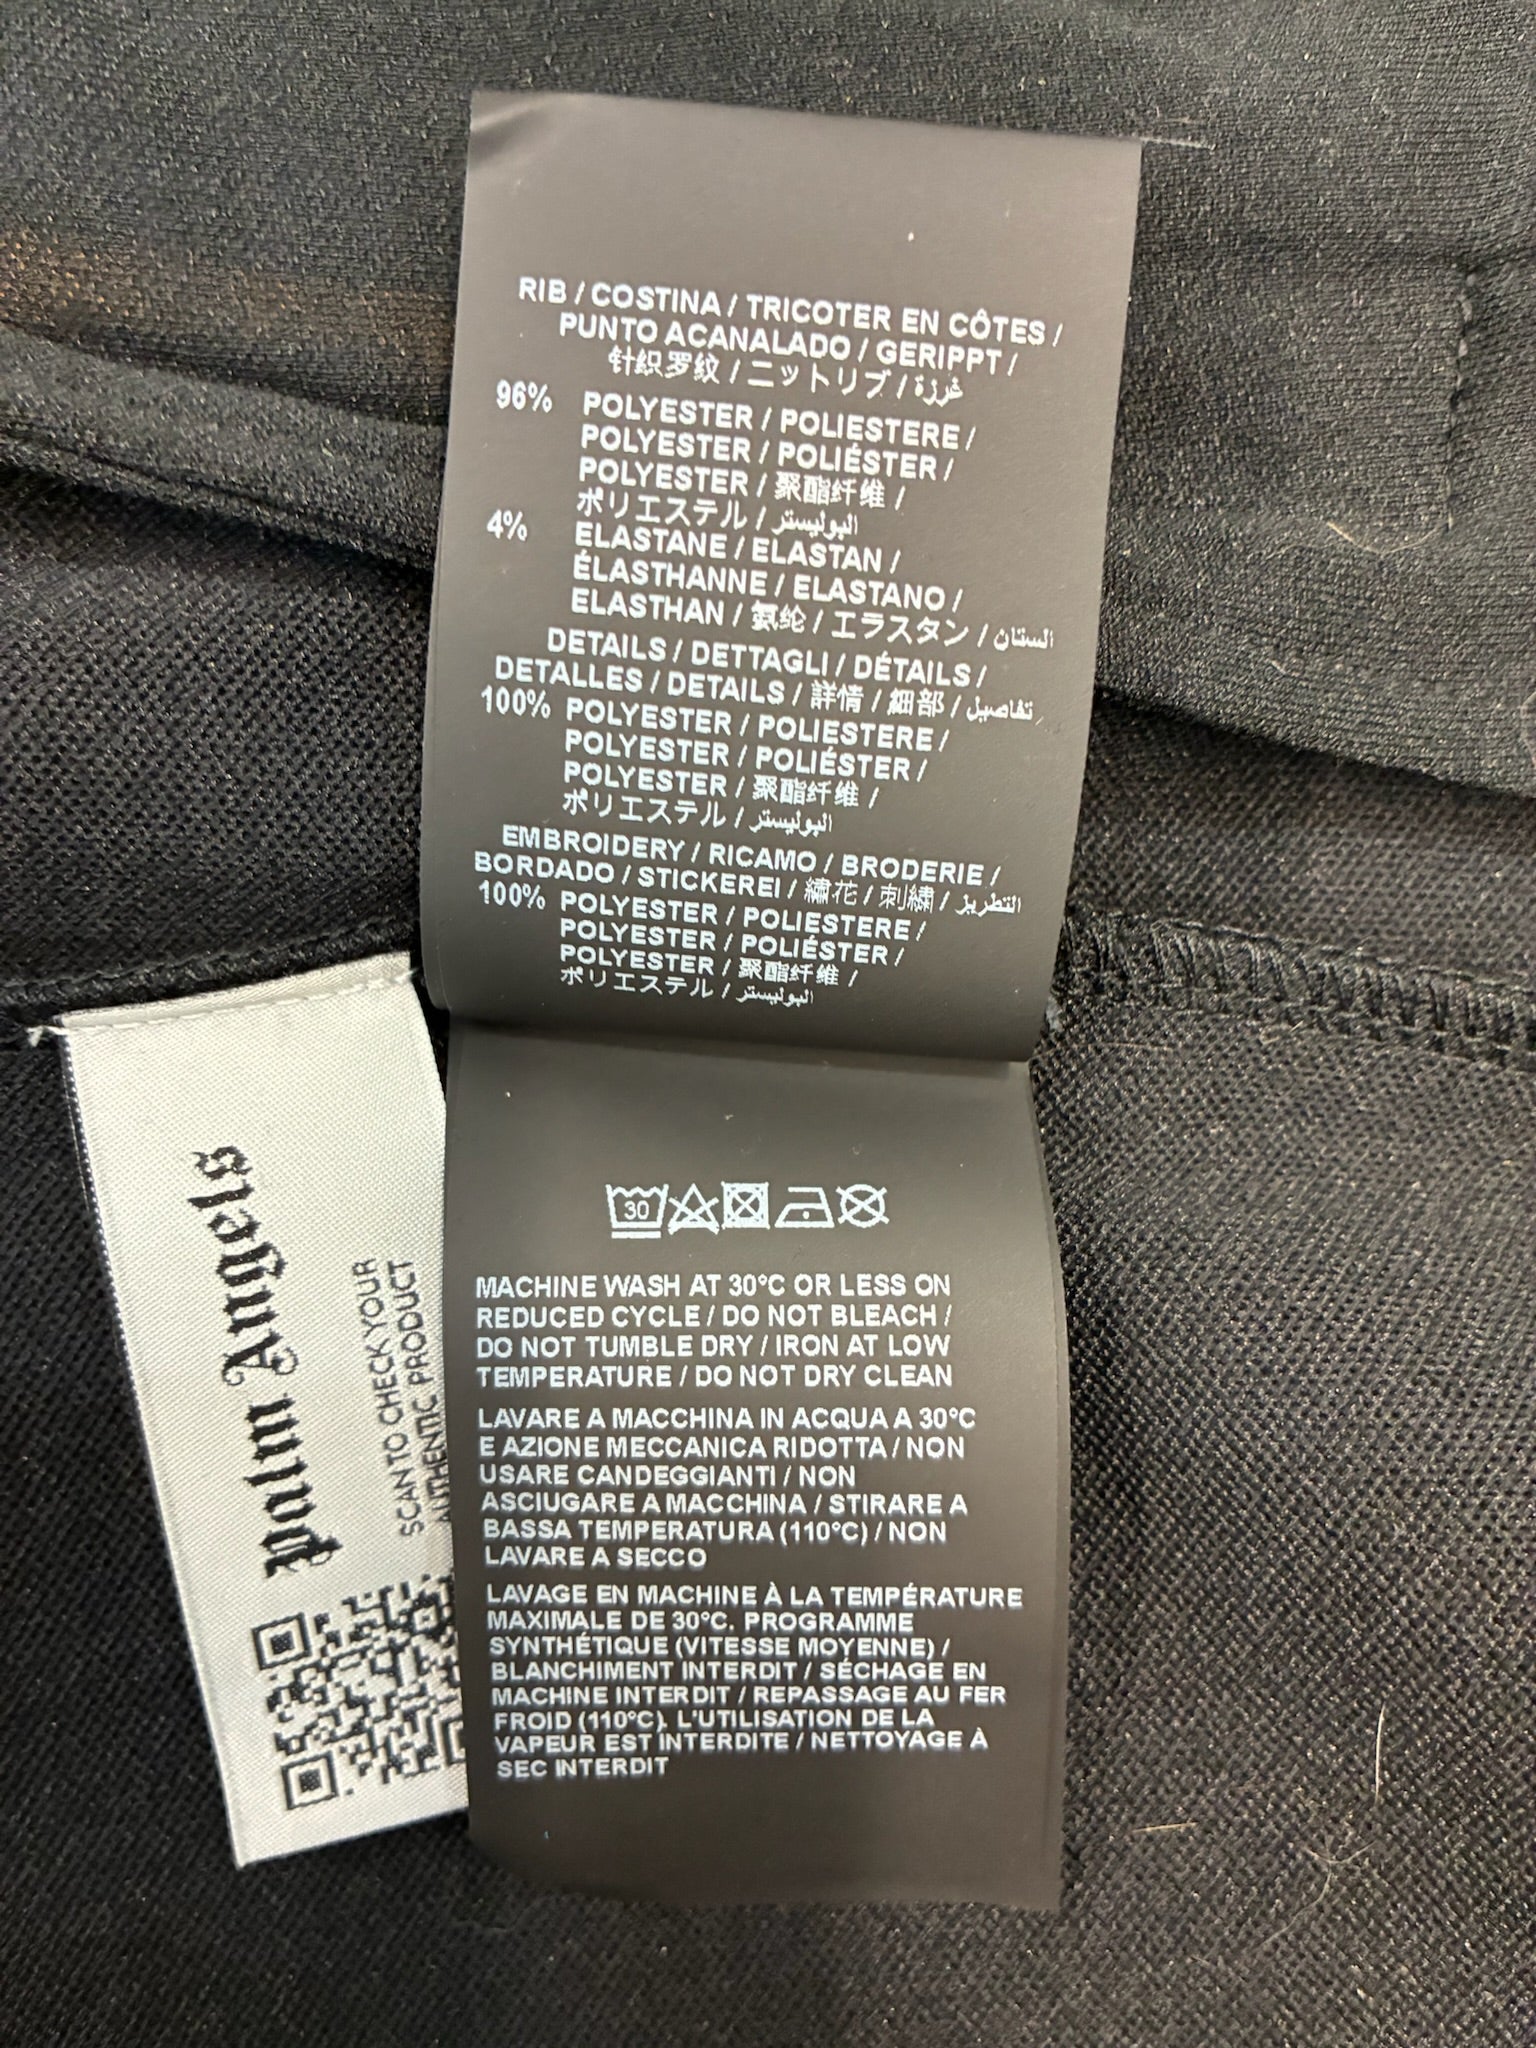 RIB / COSTINA / TRICOTER EN CÔTES /
PUNTO ACANALADO / GERIPPT /
针织罗纹 / ニットリブ / غرزة
96% POLYESTER / POLIESTERE /
POLYESTER / POLIÉSTER /
POLYESTER / 聚酯纤维 /
ポリエステル / البوليستر
4% ELASTANE / ELASTAN /
ÉLASTHANNE / ELASTANO /
ELASTHAN / 氨纶 / エラスタン / الستان
DETAILS / DETTAGLI / DÉTAILS /
DETALLES / DETAILS / 詳情 / 細部 / تفاصيل
100% POLYESTER / POLIESTERE /
POLYESTER / POLIÉSTER /
POLYESTER / 聚酯纤维 /
ポリエステル / البوليستر
EMBROIDERY / RICAMO / BRODERIE /
BORDADO / STICKEREI / 繡花 / 刺繡 / التطريز
100% POLYESTER / POLIESTERE /
POLYESTER / POLIÉSTER /
POLYESTER / 聚酯纤维 /
ポリエステル / البوليستر
30
MACHINE WASH AT 30°C OR LESS ON
REDUCED CYCLE / DO NOT BLEACH /
DO NOT TUMBLE DRY / IRON AT LOW
TEMPERATURE / DO NOT DRY CLEAN
LAVARE A MACCHINA IN ACQUA A 30°C
E AZIONE MECCANICA RIDOTTA / NON
USARE CANDEGGIANTI / NON
ASCIUGARE A MACCHINA / STIRARE A
BASSA TEMPERATURA (110°C) / NON
LAVARE A SECCO
LAVAGE EN MACHINE À LA TEMPÉRATURE
MAXIMALE DE 30°C. PROGRAMME
SYNTHÉTIQUE (VITESSE MOYENNE) /
BLANCHIMENT INTERDIT / SÉCHAGE EN
MACHINE INTERDIT / REPASSAGE AU FER
FROID (110°C). L'UTILISATION DE LA
VAPEUR EST INTERDITE / NETTOYAGE À
SEC INTERDIT
Palm Angels
SCAN TO CHECK YOUR
AUTHENTIC PRODUCT